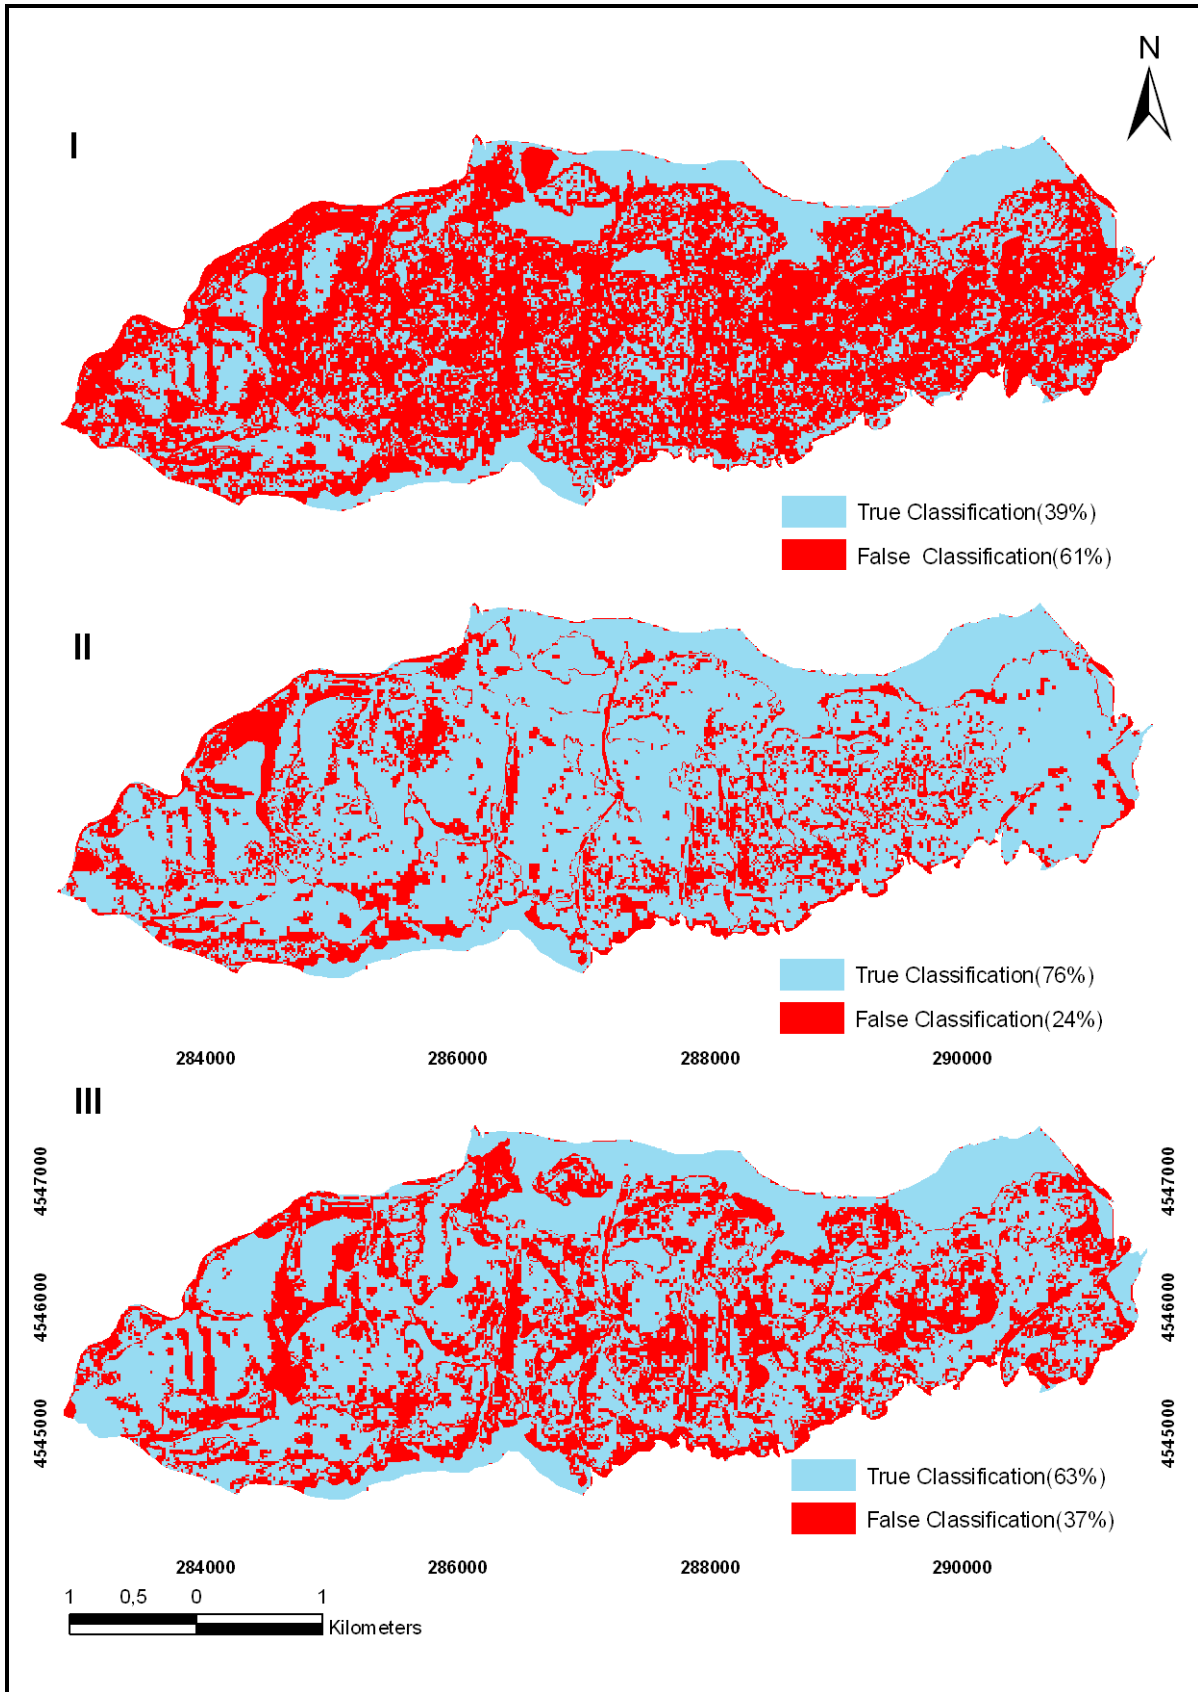 N
I
True Classification(39%)
False Classification(61%)
II
True Classification(76%)
False Classification(24%)
284000 286000 288000 290000
III
4547000 4547000
4546000 4546000
4545000 4545000
True Classification(63%)
False Classification(37%)
284000 286000 288000 290000
1 0,5 0 1
Kilometers